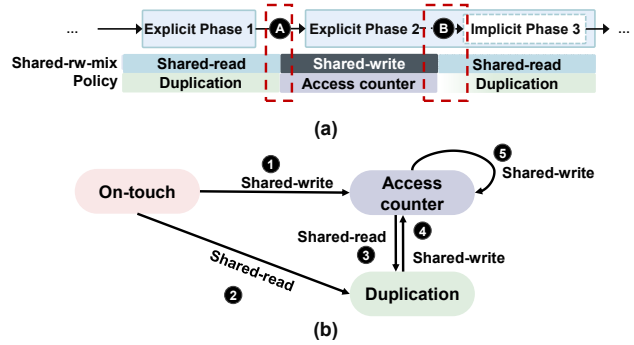 ... Explicit Phase 1 A Explicit Phase 2 B Implicit Phase 3 ...
Shared-rw-mix Shared-read Shared-write Shared-read
Policy Duplication Access counter Duplication
(a)
1 5
On-touch Shared-write Access counter Shared-write
Shared-read 4
3 Shared-write
Shared-read
2 Duplication
(b)